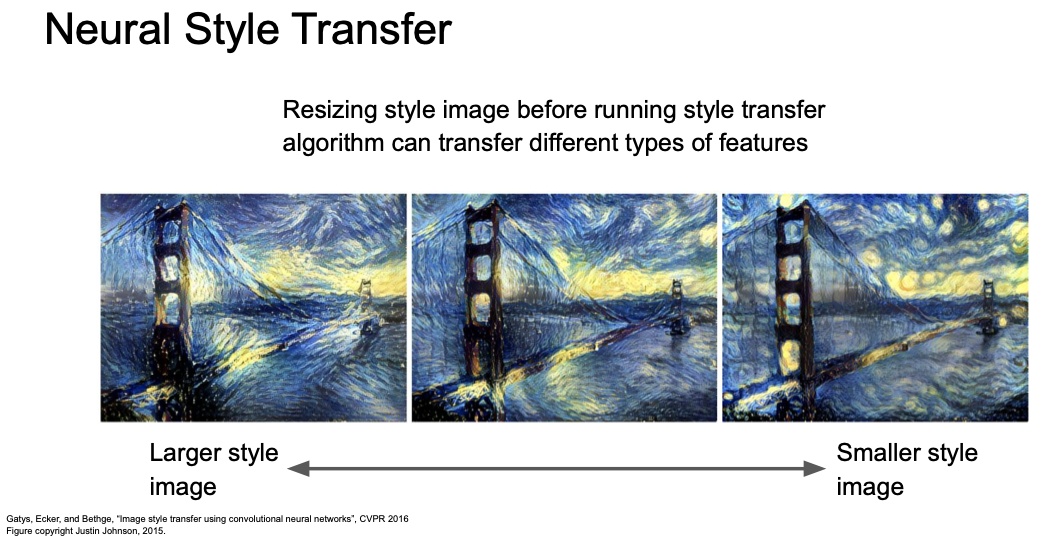 Neural Style Transfer
Resizing style image before running style transfer
algorithm can transfer different types of features
Larger style
image
Smaller style
image
Gatys, Ecker, and Bethge, “Image style transfer using convolutional neural networks”, CVPR 2016
Figure copyright Justin Johnson, 2015.